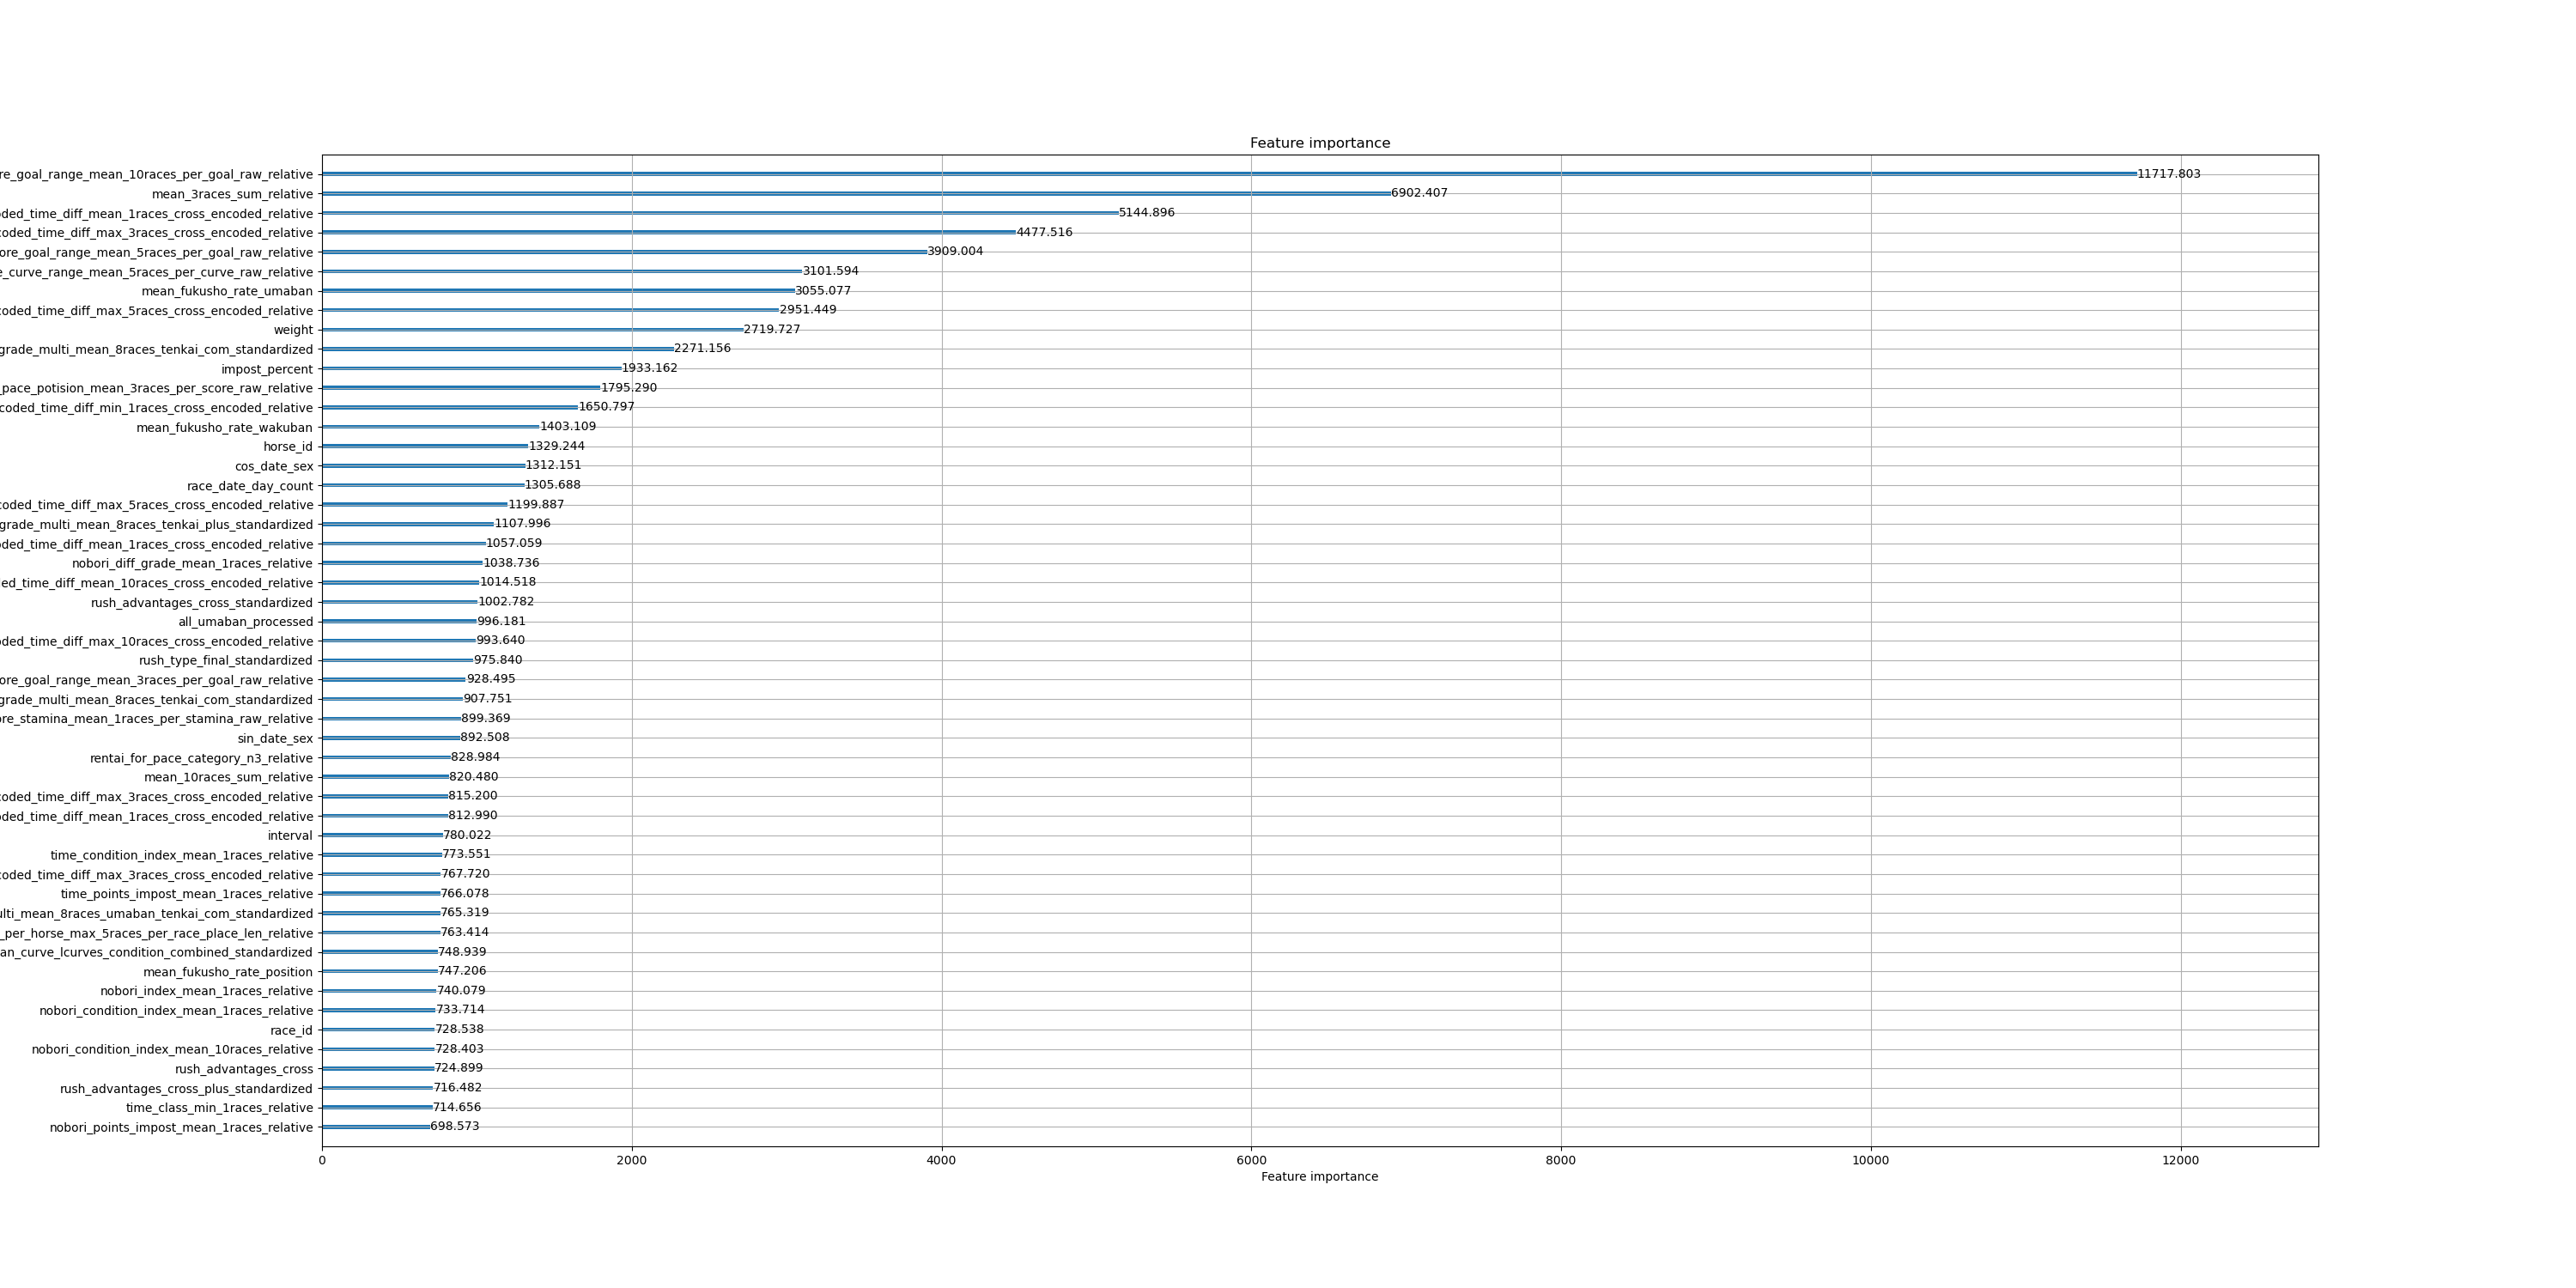 Feature importance
re_goal_range_mean_10races_per_goal_raw_relative 11717.803
mean_3races_sum_relative 6902.407
ded_time_diff_mean_1races_cross_encoded_relative 5144.896
coded_time_diff_max_3races_cross_encoded_relative 4477.516
ore_goal_range_mean_5races_per_goal_raw_relative 3909.004
e_curve_range_mean_5races_per_curve_raw_relative 3101.594
mean_fukusho_rate_umaban 3055.077
coded_time_diff_max_5races_cross_encoded_relative 2951.449
weight 2719.727
grade_multi_mean_8races_tenkai_com_standardized 2271.156
impost_percent 1933.162
_pace_potision_mean_3races_per_score_raw_relative 1795.290
coded_time_diff_min_1races_cross_encoded_relative 1650.797
mean_fukusho_rate_wakuban 1403.109
horse_id 1329.244
cos_date_sex 1312.151
race_date_day_count 1305.688
coded_time_diff_max_5races_cross_encoded_relative 1199.887
grade_multi_mean_8races_tenkai_plus_standardized 1107.996
ded_time_diff_mean_1races_cross_encoded_relative 1057.059
nobori_diff_grade_mean_1races_relative 1038.736
ed_time_diff_mean_10races_cross_encoded_relative 1014.518
rush_advantages_cross_standardized 1002.782
all_umaban_processed 996.181
ded_time_diff_max_10races_cross_encoded_relative 993.640
rush_type_final_standardized 975.840
ore_goal_range_mean_3races_per_goal_raw_relative 928.495
grade_multi_mean_8races_tenkai_com_standardized 907.751
re_stamina_mean_1races_per_stamina_raw_relative 899.369
sin_date_sex 892.508
rentai_for_pace_category_n3_relative 828.984
mean_10races_sum_relative 820.480
coded_time_diff_max_3races_cross_encoded_relative 815.200
ded_time_diff_mean_1races_cross_encoded_relative 812.990
interval 780.022
time_condition_index_mean_1races_relative 773.551
coded_time_diff_max_3races_cross_encoded_relative 767.720
time_points_impost_mean_1races_relative 766.078
ulti_mean_8races_umaban_tenkai_com_standardized 765.319
_per_horse_max_5races_per_race_place_len_relative 763.414
an_curve_lcurves_condition_combined_standardized 748.939
mean_fukusho_rate_position 747.206
nobori_index_mean_1races_relative 740.079
nobori_condition_index_mean_1races_relative 733.714
race_id 728.538
nobori_condition_index_mean_10races_relative 728.403
rush_advantages_cross 724.899
rush_advantages_cross_plus_standardized 716.482
time_class_min_1races_relative 714.656
nobori_points_impost_mean_1races_relative 698.573
0 2000 4000 6000 8000 10000 12000
Feature importance